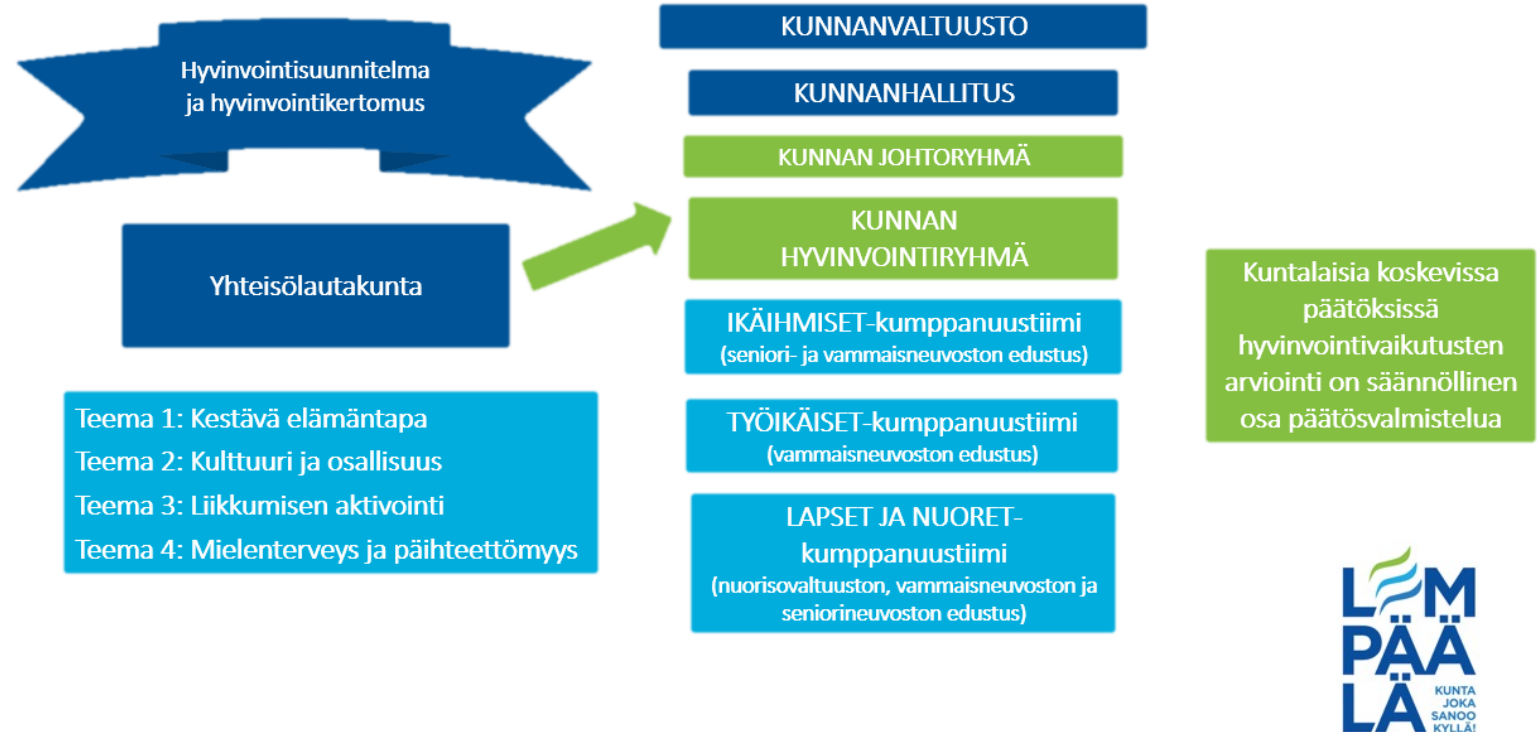 Hyvinvointisuunnitelma
ja hyvinvointikertomus
Yhteisölautakunta
Teema 1: Kestävä elämäntapa
Teema 2: Kulttuuri ja osallisuus
Teema 3: Liikkumisen aktivointi
Teema 4: Mielenterveys ja päihteettömyys
KUNNANVALTUUSTO
KUNNANHALLITUS
KUNNAN JOHTORYHMÄ
KUNNAN
HYVINVOINTIRYHMÄ
IKÄIHMISET-kumppanuustiimi
(seniori- ja vammaisneuvoston edustus)
TYÖIKÄISET-kumppanuustiimi
(vammaisneuvoston edustus)
LAPSET JA NUORET-
kumppanuustiimi
(nuorisovaltuuston, vammaisneuvoston ja
seniorineuvoston edustus)
Kuntalaisia koskevissa
päätöksissä
hyvinvointivaikutusten
arviointi on säännöllinen
osa päätösvalmistelua
LEM
PÄÄ
LÄ
KUNTA
JOKA
SANOO
KYLLÄ!